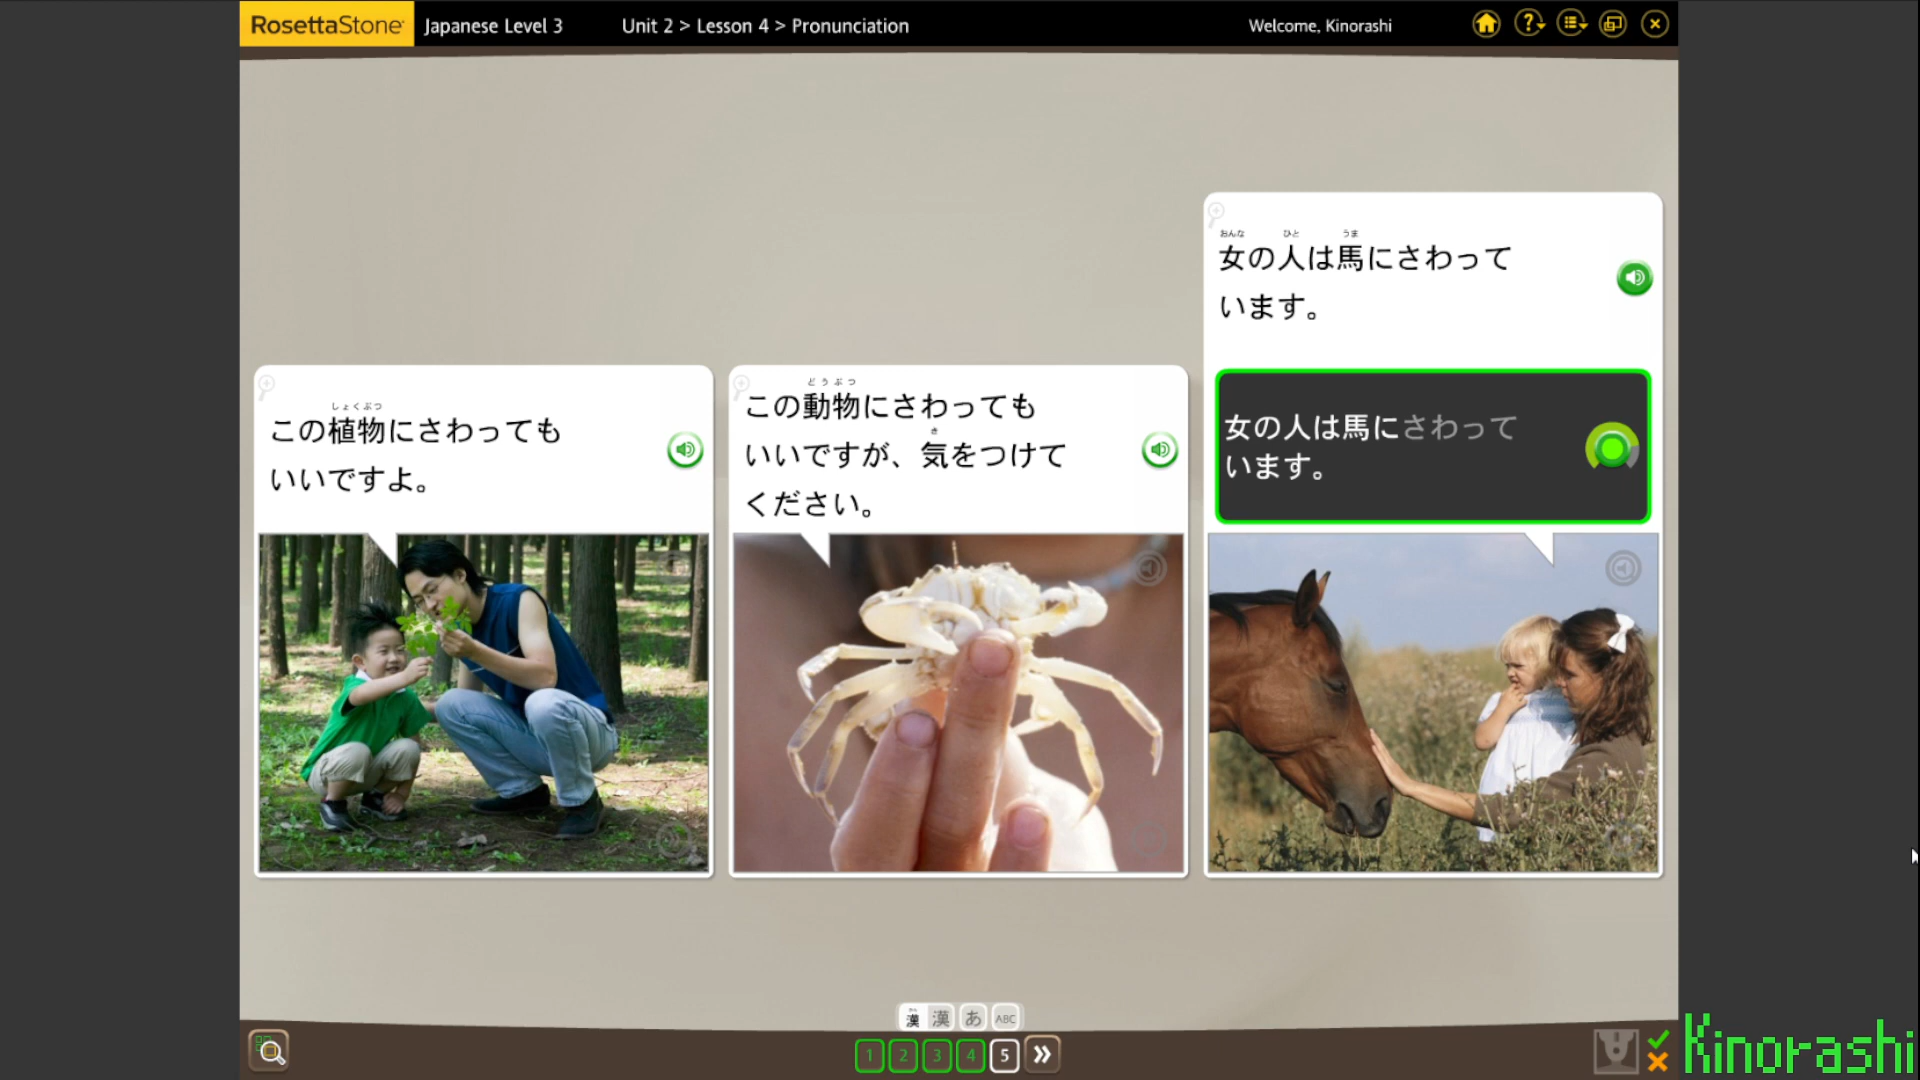 RosettaStone
Japanese Level 3
Unit 2 > Lesson 4 > Pronunciation
Welcome, Kinorashi
しょくぶつ
この植物にさわっても
いいですよ。
どうぶつ
この動物にさわっても
き
いいですが、気をつけて
ください。
おんな ひと うま
女の人は馬にさわって
います。
女の人は馬にさわって
います。
漢 漢 あ ABC
1 2 3 4 5
Kinorashi